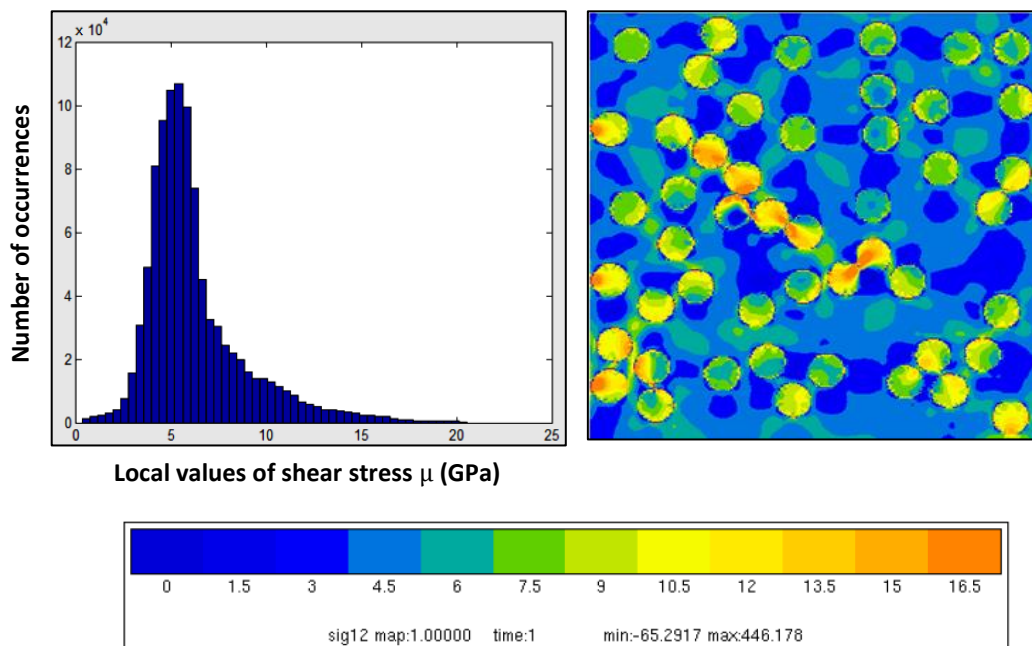 × 10^4
12
10
8
6
4
2
0
0 5 10 15 20 25
Number of occurrences
Local values of shear stress μ (GPa)
0 1.5 3 4.5 6 7.5 9 10.5 12 13.5 15 16.5
sig12 map:1.00000 time:1 min:-65.2917 max:446.178